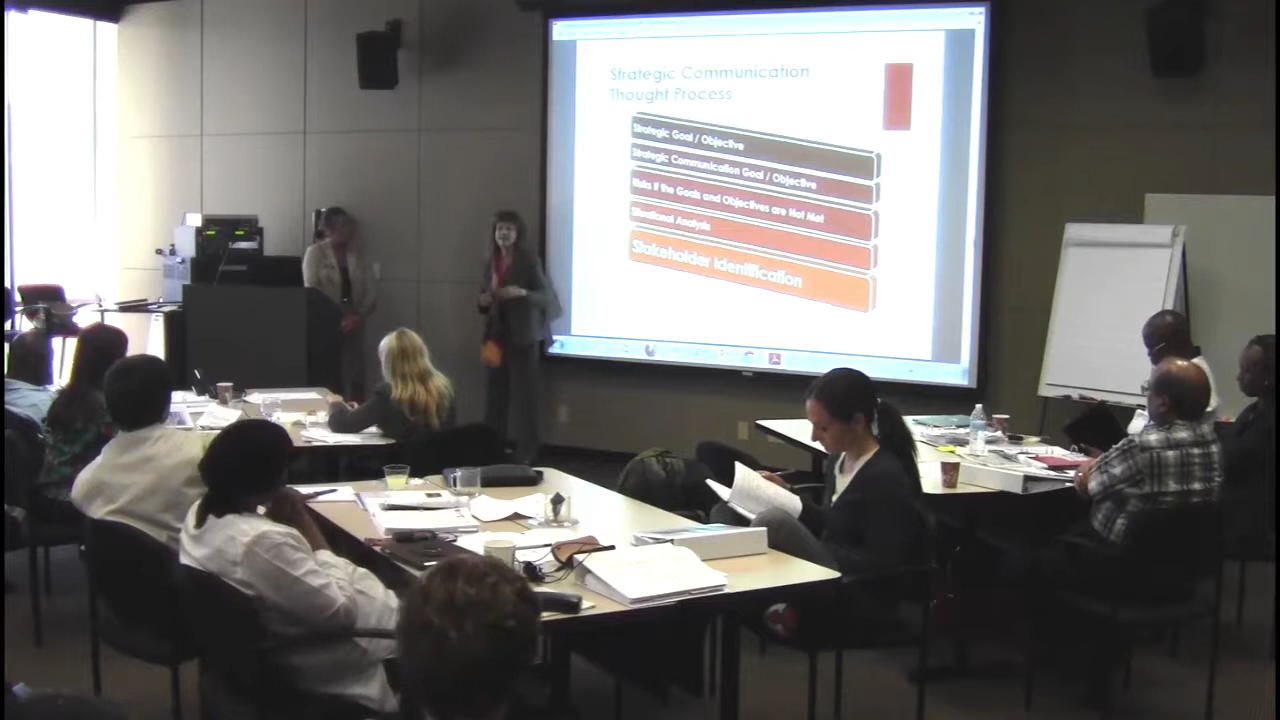 Strategic Communication
Thought Process
Strategic Goal / Objective
Strategic Communication Goal / Objective
Risks if the Goals and Objectives are Not Met
Situational Analysis
Stakeholder Identification